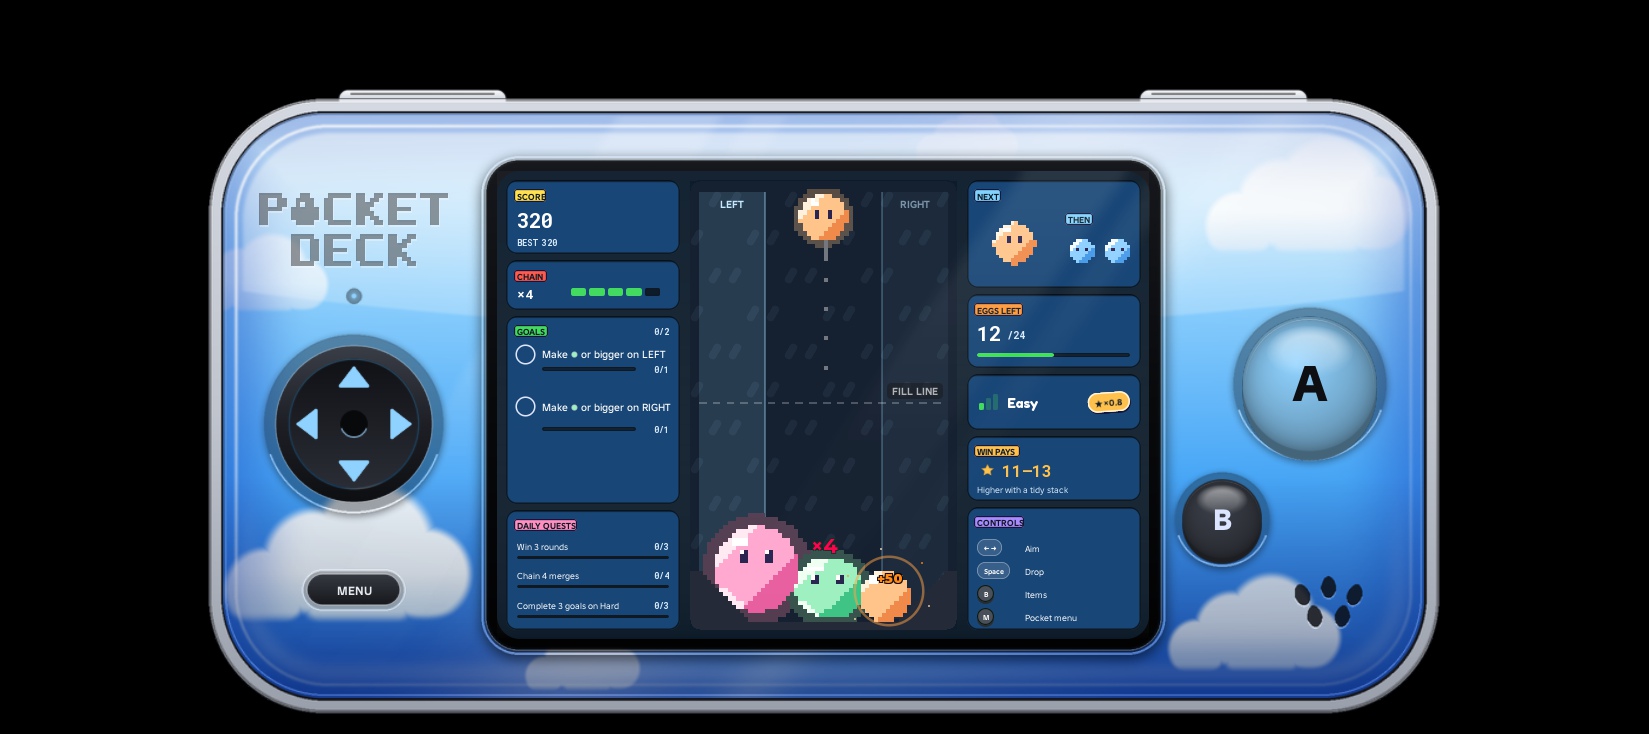 POCKET
DECK
MENU
SCORE
320
BEST 320
CHAIN
×4
GOALS 0/2
Make ● or bigger on LEFT
0/1
Make ● or bigger on RIGHT
0/1
DAILY QUESTS
Win 3 rounds 0/3
Chain 4 merges 0/4
Complete 3 goals on Hard 0/3
LEFT
RIGHT
FILL LINE
×4
+50
NEXT
THEN
EGGS LEFT
12 /24
Easy ★×0.8
WIN PAYS
★ 11–13
Higher with a tidy stack
CONTROLS
←→ Aim
Space Drop
B Items
M Pocket menu
A
B